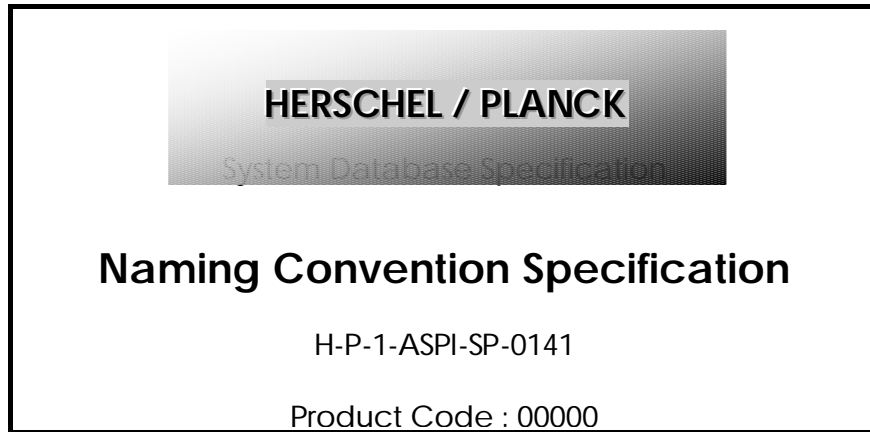 HERSCHEL / PLANCK
System Database Specification
Naming Convention Specification
H-P-1-ASPI-SP-0141
Product Code : 00000